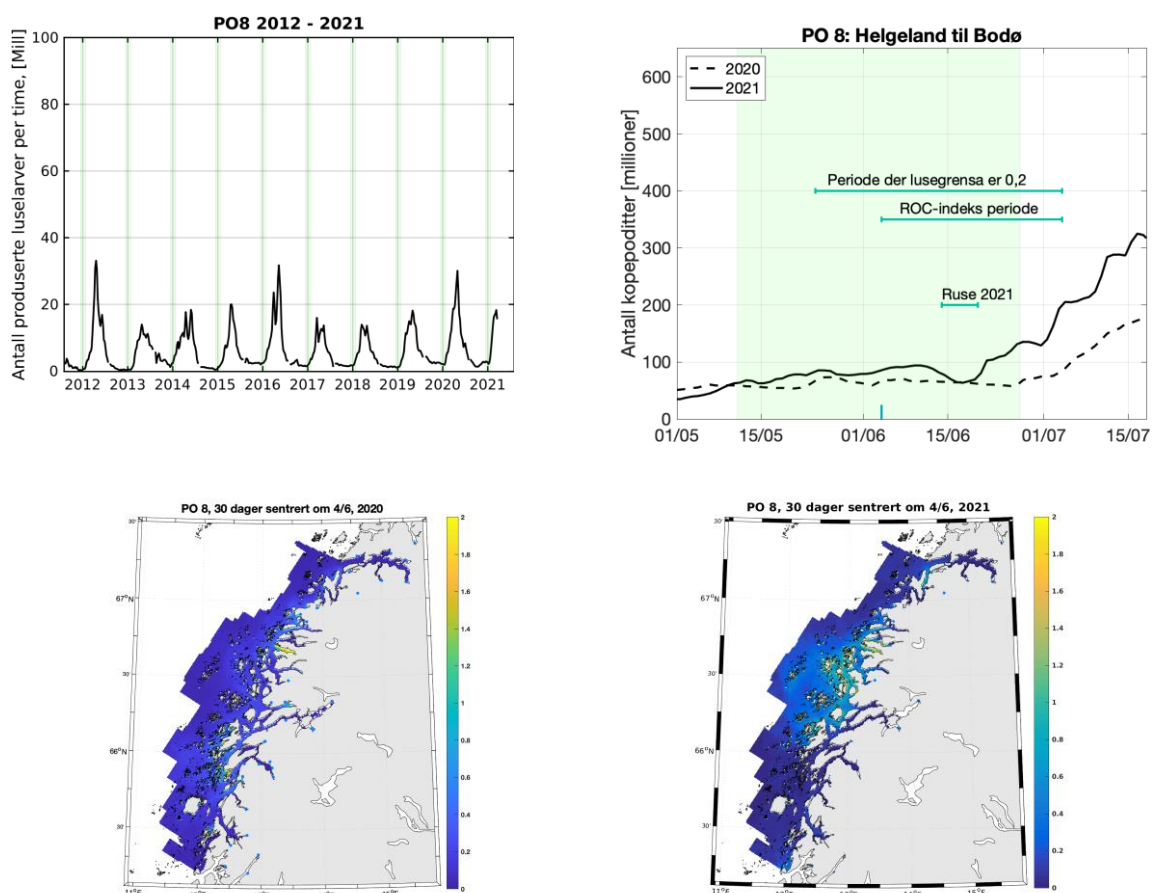 PO8 2012 - 2021
Antall produserte luselarver per time, [Mill]
100
80
60
40
20
0
2012 2013 2014 2015 2016 2017 2018 2019 2020 2021
PO 8: Helgeland til Bodø
Antall kopepoditter [millioner]
2020
2021
600
500
400
300
200
100
0
Periode der lusegrensa er 0,2
ROC-indeks periode
Ruse 2021
01/05 15/05 01/06 15/06 01/07 15/07
PO 8, 30 dager sentrert om 4/6, 2020
30'
67°N
30'
66°N
30'
2
1.8
1.6
1.4
1.2
1
0.8
0.6
0.4
0.2
0
PO 8, 30 dager sentrert om 4/6, 2021
30'
67°N
30'
66°N
30'
2
1.8
1.6
1.4
1.2
1
0.8
0.6
0.4
0.2
0